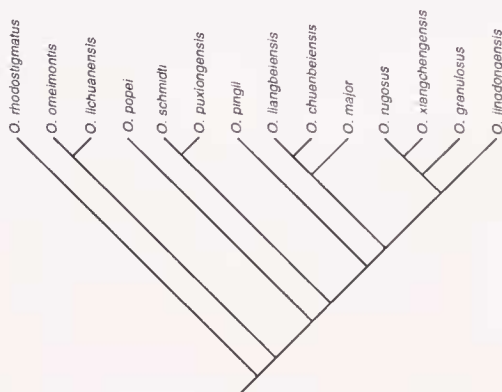 O. rhodostigmatus
O. omeimontis
O. lichuanensis
O. popei
O. schmidti
O. puxiongensis
O. pingii
O. liangbeiensis
O. chuanbeiensis
O. major
O. rugosus
O. xiangchengensis
O. granulosus
O. jingdongensis